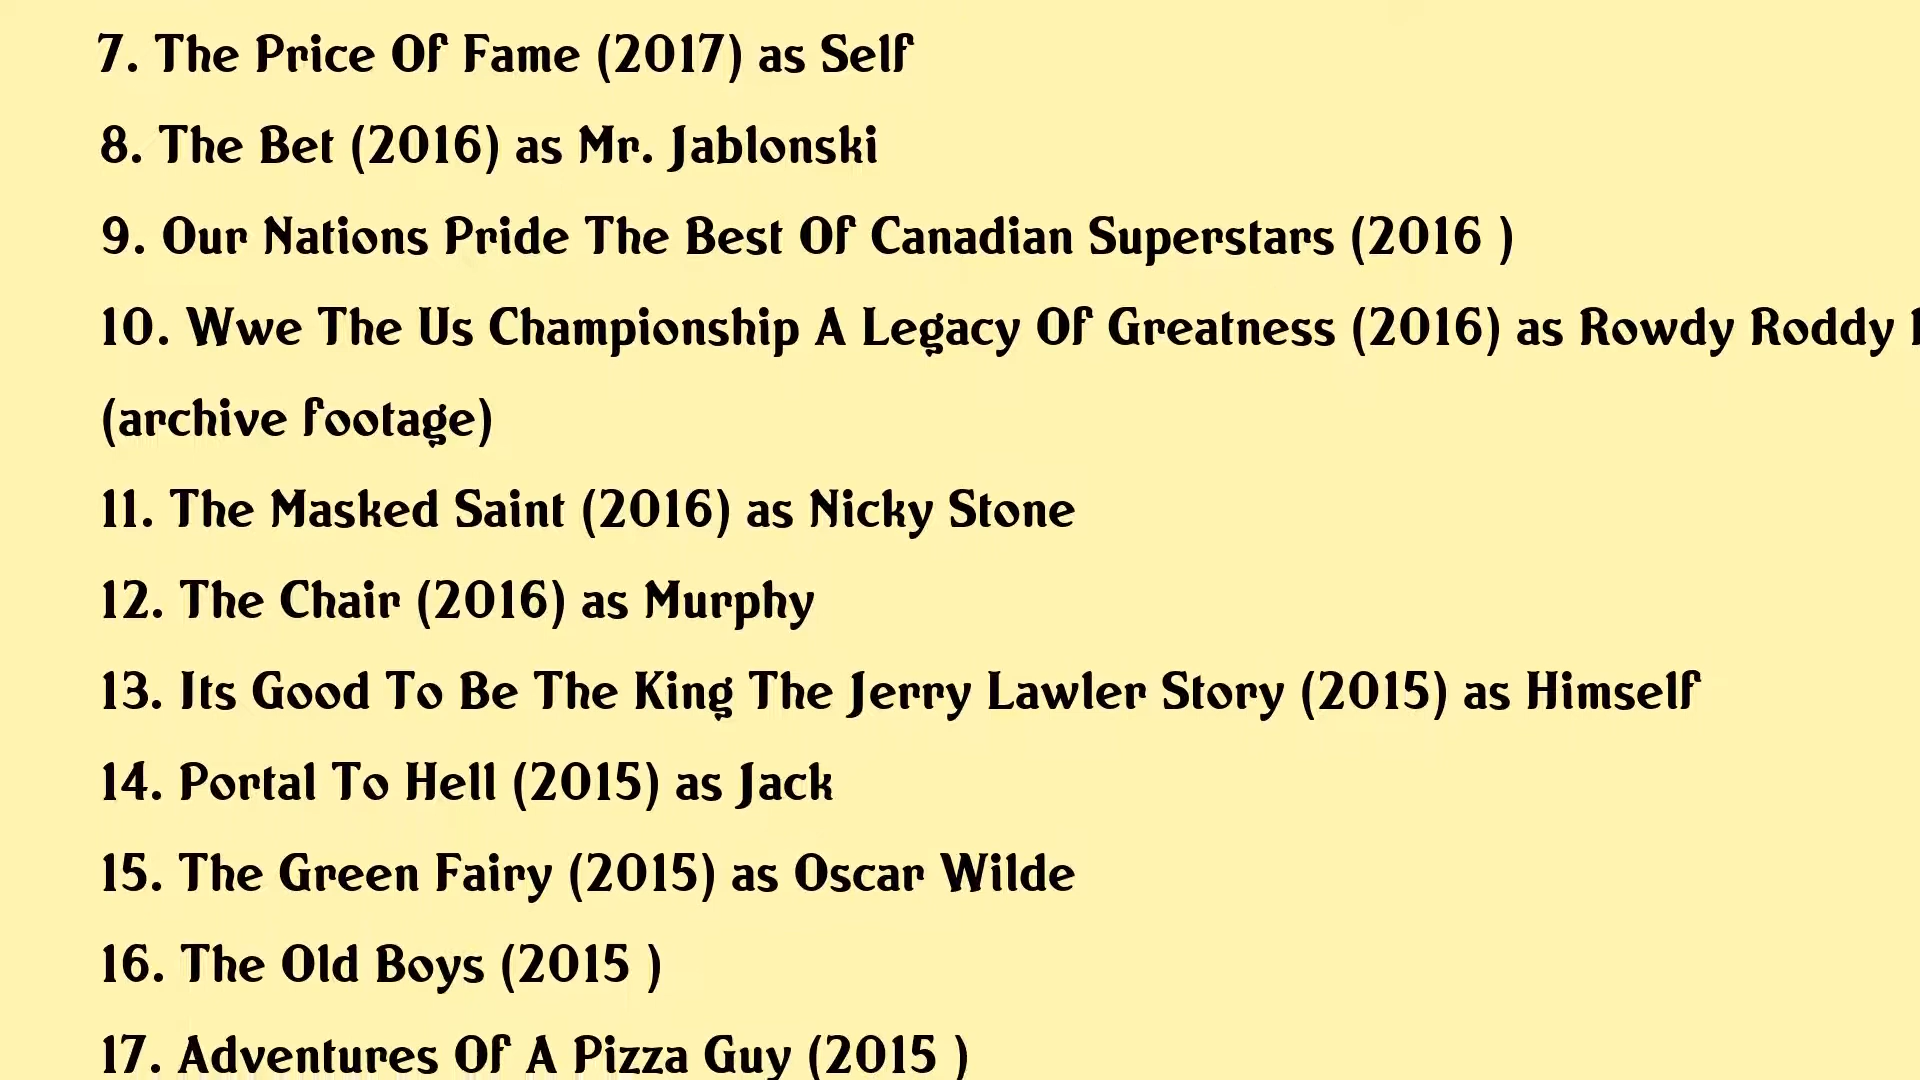 7. The Price Of Fame (2017) as Self
8. The Bet (2016) as Mr. Jablonski
9. Our Nations Pride The Best Of Canadian Superstars (2016 )
10. Wwe The Us Championship A Legacy Of Greatness (2016) as Rowdy Roddy
(archive footage)
11. The Masked Saint (2016) as Nicky Stone
12. The Chair (2016) as Murphy
13. Its Good To Be The King The Jerry Lawler Story (2015) as Himself
14. Portal To Hell (2015) as Jack
15. The Green Fairy (2015) as Oscar Wilde
16. The Old Boys (2015 )
17. Adventures Of A Pizza Guy (2015 )